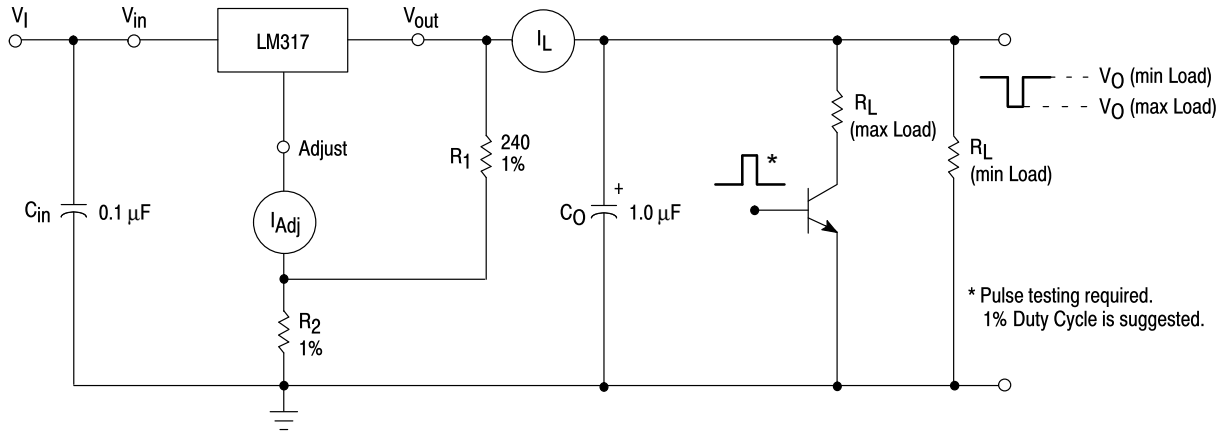 V_I
V_in
LM317
V_out
I_L
V_O (min Load)
V_O (max Load)
R_L
(max Load)
Adjust
R_1
240
1%
*
R_L
(min Load)
C_in
0.1 μF
I_Adj
C_O
+
1.0 μF
R_2
1%
* Pulse testing required.
1% Duty Cycle is suggested.